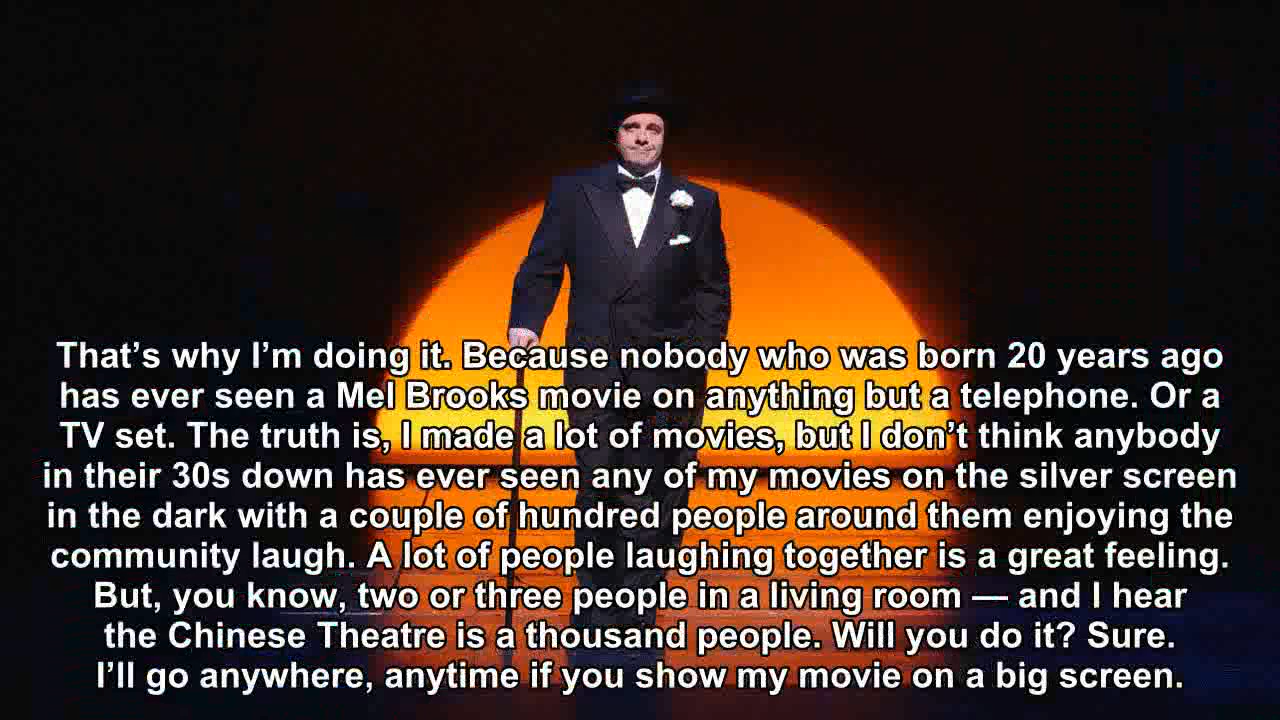 That’s why I’m doing it. Because nobody who was born 20 years ago
has ever seen a Mel Brooks movie on anything but a telephone. Or a
TV set. The truth is, I made a lot of movies, but I don’t think anybody
in their 30s down has ever seen any of my movies on the silver screen
in the dark with a couple of hundred people around them enjoying the
community laugh. A lot of people laughing together is a great feeling.
But, you know, two or three people in a living room — and I hear
the Chinese Theatre is a thousand people. Will you do it? Sure.
I’ll go anywhere, anytime if you show my movie on a big screen.